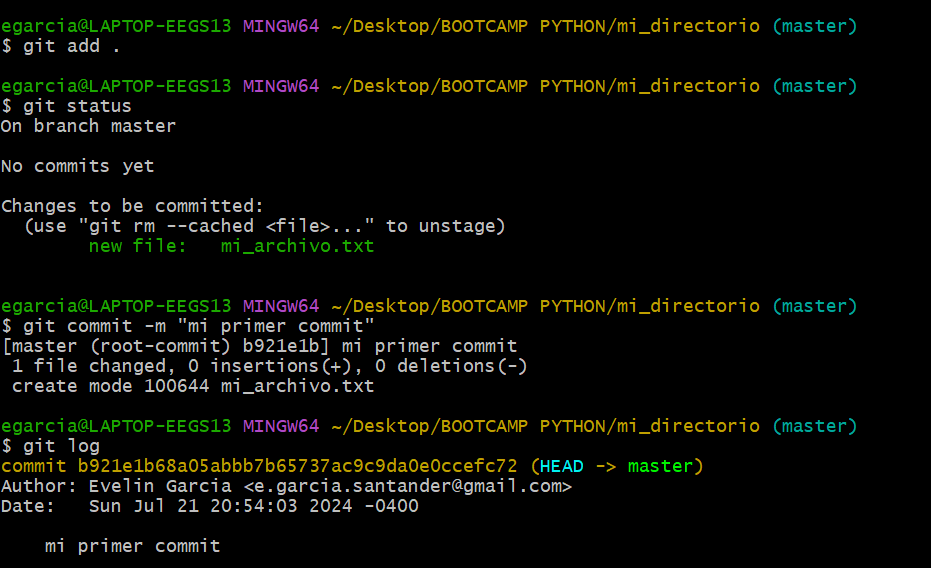 egarcia@LAPTOP-EEGS13 MINGW64 ~/Desktop/BOOTCAMP PYTHON/mi_directorio (master)
$ git add .
egarcia@LAPTOP-EEGS13 MINGW64 ~/Desktop/BOOTCAMP PYTHON/mi_directorio (master)
$ git status
On branch master
No commits yet
Changes to be committed:
  (use "git rm --cached <file>..." to unstage)
        new file:   mi_archivo.txt
egarcia@LAPTOP-EEGS13 MINGW64 ~/Desktop/BOOTCAMP PYTHON/mi_directorio (master)
$ git commit -m "mi primer commit"
[master (root-commit) b921e1b] mi primer commit
 1 file changed, 0 insertions(+), 0 deletions(-)
 create mode 100644 mi_archivo.txt
egarcia@LAPTOP-EEGS13 MINGW64 ~/Desktop/BOOTCAMP PYTHON/mi_directorio (master)
$ git log
commit b921e1b68a05abbb7b65737ac9c9da0e0ccefc72 (HEAD -> master)
Author: Evelin Garcia <e.garcia.santander@gmail.com>
Date:   Sun Jul 21 20:54:03 2024 -0400
    mi primer commit